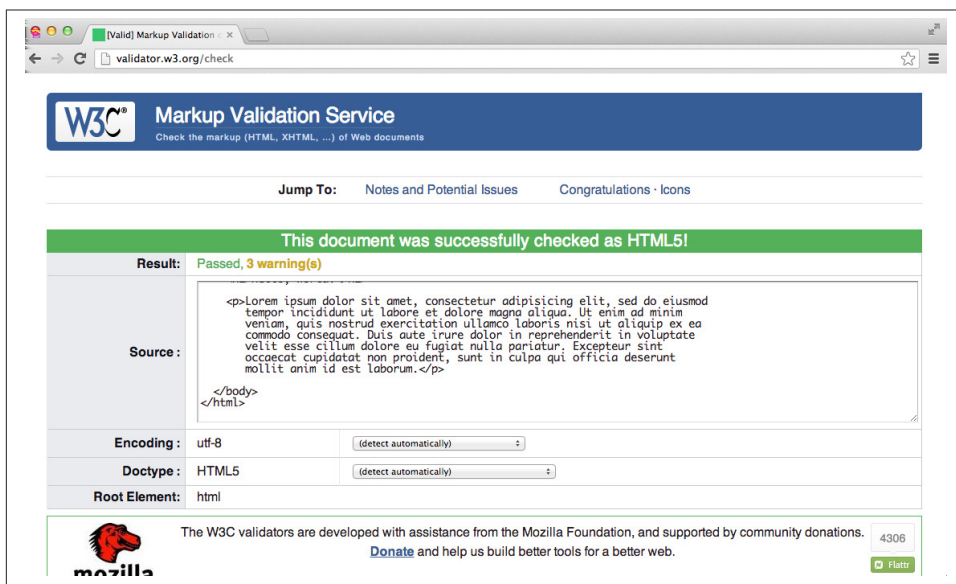 [Valid] Markup Validation
validator.w3.org/check
W3C®
Markup Validation Service
Check the markup (HTML, XHTML, ...) of Web documents
Jump To: Notes and Potential Issues Congratulations · Icons
This document was successfully checked as HTML5!
Result: Passed, 3 warning(s)
Source :
<p>Lorem ipsum dolor sit amet, consectetur adipisicing elit, sed do eiusmod
tempor incididunt ut labore et dolore magna aliqua. Ut enim ad minim
veniam, quis nostrud exercitation ullamco laboris nisi ut aliquip ex ea
commodo consequat. Duis aute irure dolor in reprehenderit in voluptate
velit esse cillum dolore eu fugiat nulla pariatur. Excepteur sint
occaecat cupidatat non proident, sunt in culpa qui officia deserunt
mollit anim id est laborum.</p>
</body>
</html>
Encoding : utf-8 (detect automatically)
Doctype : HTML5 (detect automatically)
Root Element: html
The W3C validators are developed with assistance from the Mozilla Foundation, and supported by community donations.
Donate and help us build better tools for a better web.
mozilla
4306
Flattr